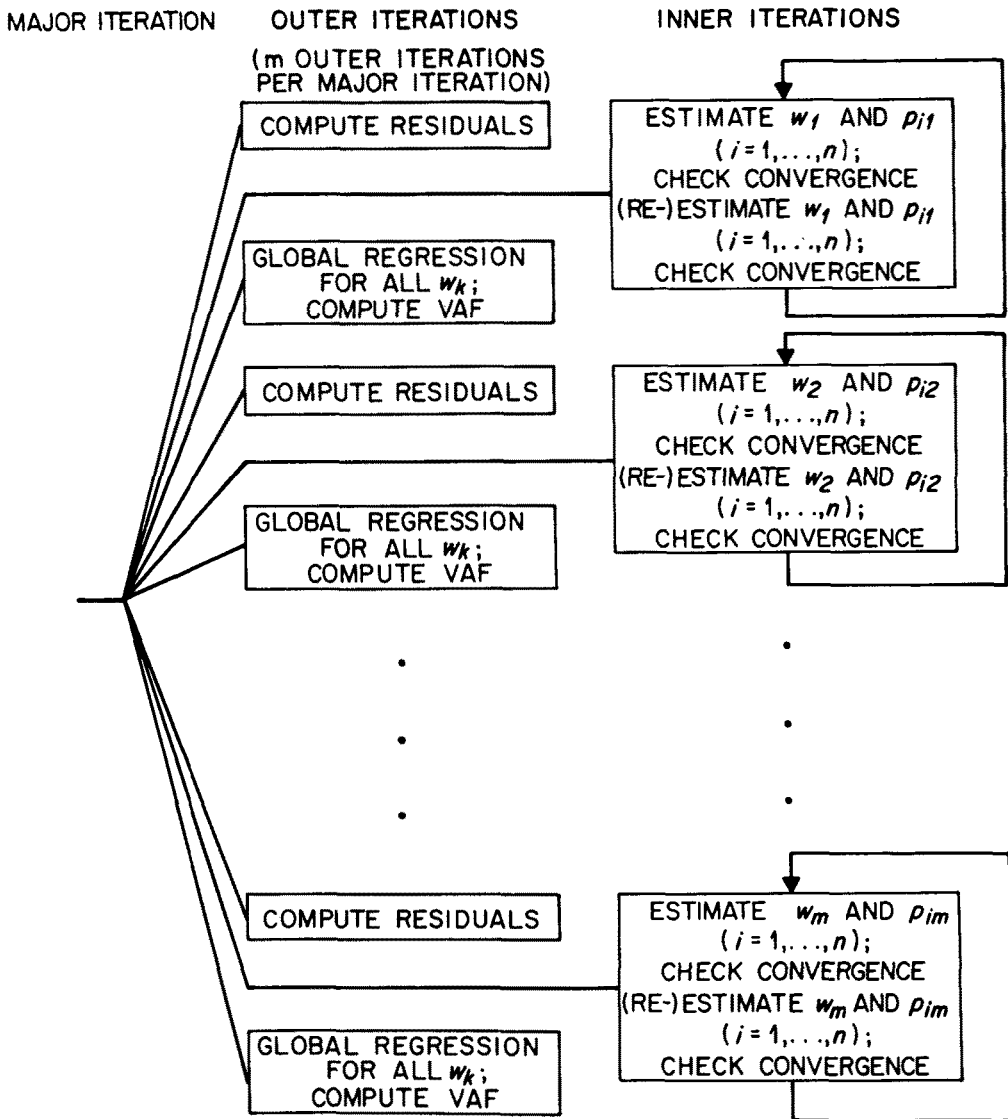 MAJOR ITERATION
OUTER ITERATIONS
(m OUTER ITERATIONS
PER MAJOR ITERATION)
INNER ITERATIONS
COMPUTE RESIDUALS
ESTIMATE w1 AND pi1
(i = 1,...,n);
CHECK CONVERGENCE
(RE-)ESTIMATE w1 AND pi1
(i = 1,...,n);
CHECK CONVERGENCE
GLOBAL REGRESSION
FOR ALL wk;
COMPUTE VAF
COMPUTE RESIDUALS
ESTIMATE w2 AND pi2
(i = 1,...,n);
CHECK CONVERGENCE
(RE-)ESTIMATE w2 AND pi2
(i = 1,...,n);
CHECK CONVERGENCE
GLOBAL REGRESSION
FOR ALL wk;
COMPUTE VAF
COMPUTE RESIDUALS
ESTIMATE wm AND pim
(i = 1,...,n);
CHECK CONVERGENCE
(RE-)ESTIMATE wm AND pim
(i = 1,...,n);
CHECK CONVERGENCE
GLOBAL REGRESSION
FOR ALL wk;
COMPUTE VAF